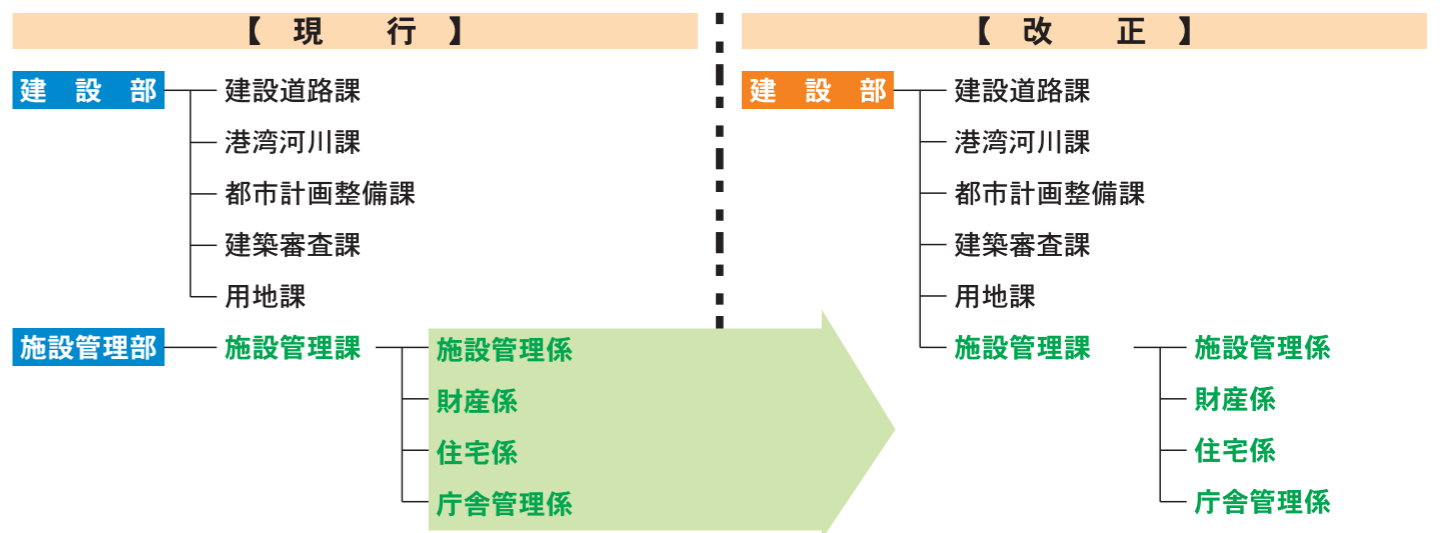 【 現 行 】
建 設 部
建設道路課
港湾河川課
都市計画整備課
建築審査課
用地課
施設管理部
施設管理課
施設管理係
財産係
住宅係
庁舎管理係
【 改 正 】
建 設 部
建設道路課
港湾河川課
都市計画整備課
建築審査課
用地課
施設管理課
施設管理係
財産係
住宅係
庁舎管理係